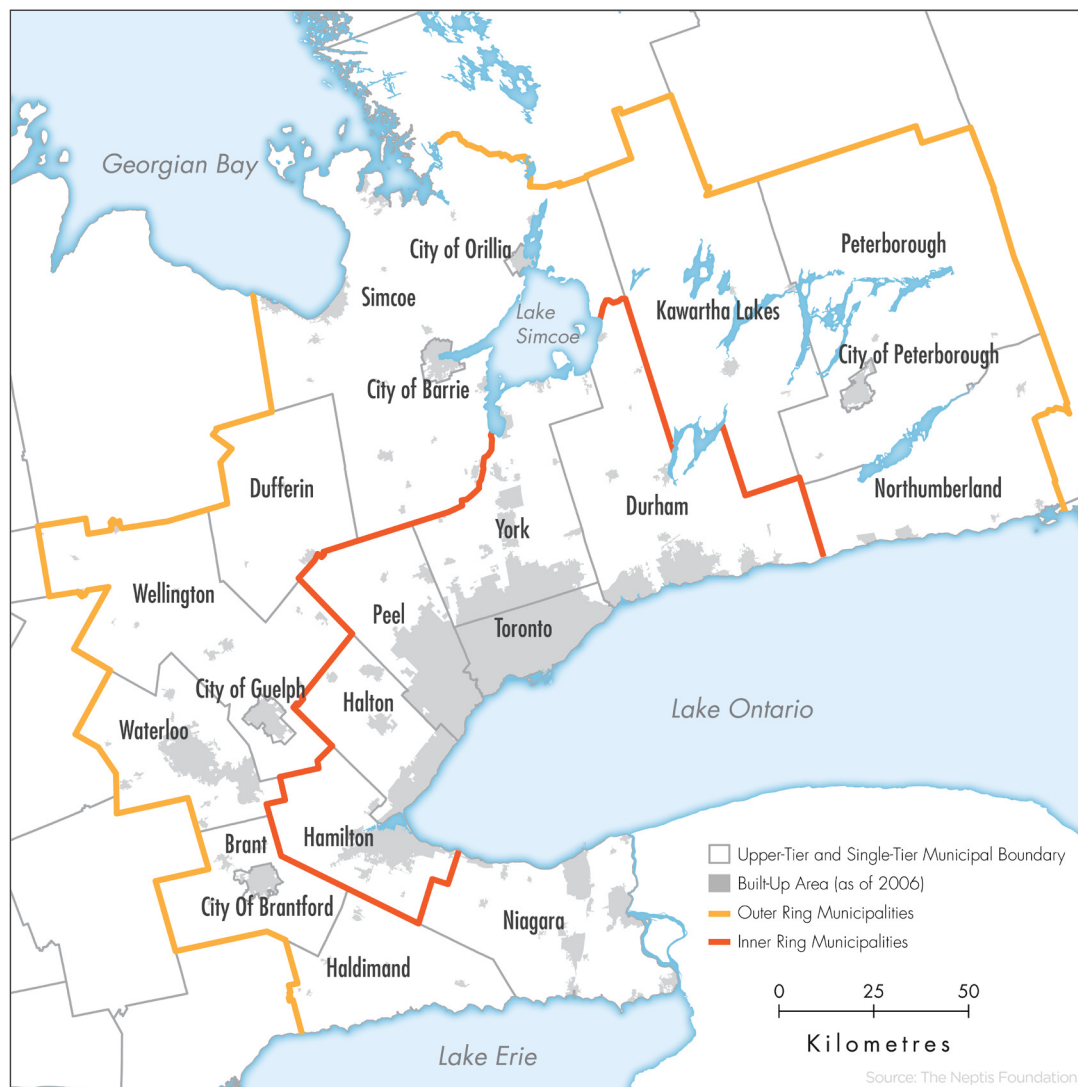 Georgian Bay
City of Orillia
Peterborough
Simcoe
Lake
Simcoe
Kawartha Lakes
City of Peterborough
City of Barrie
Dufferin
Northumberland
Durham
York
Wellington
Peel
Toronto
City of Guelph
Halton
Lake Ontario
Waterloo
Hamilton
Brant
City Of Brantford
Niagara
Haldimand
Lake Erie
Upper-Tier and Single-Tier Municipal Boundary
Built-Up Area (as of 2006)
Outer Ring Municipalities
Inner Ring Municipalities
0 25 50
Kilometres
Source: The Neptis Foundation